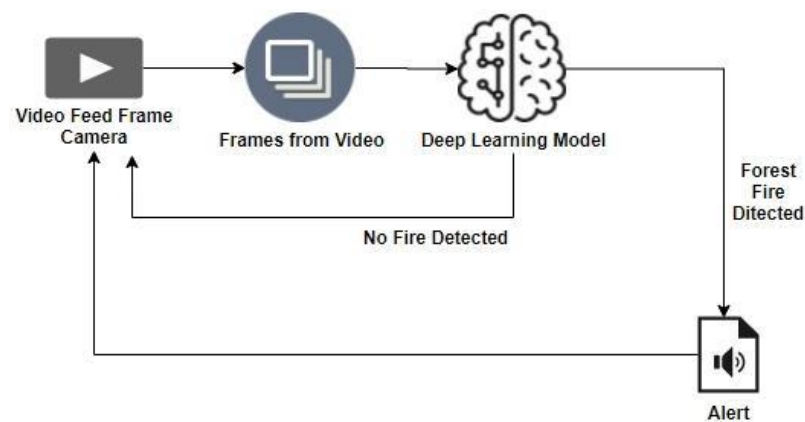 Video Feed Frame
Camera
Frames from Video
Deep Learning Model
Forest
Fire
Ditected
No Fire Detected
Alert